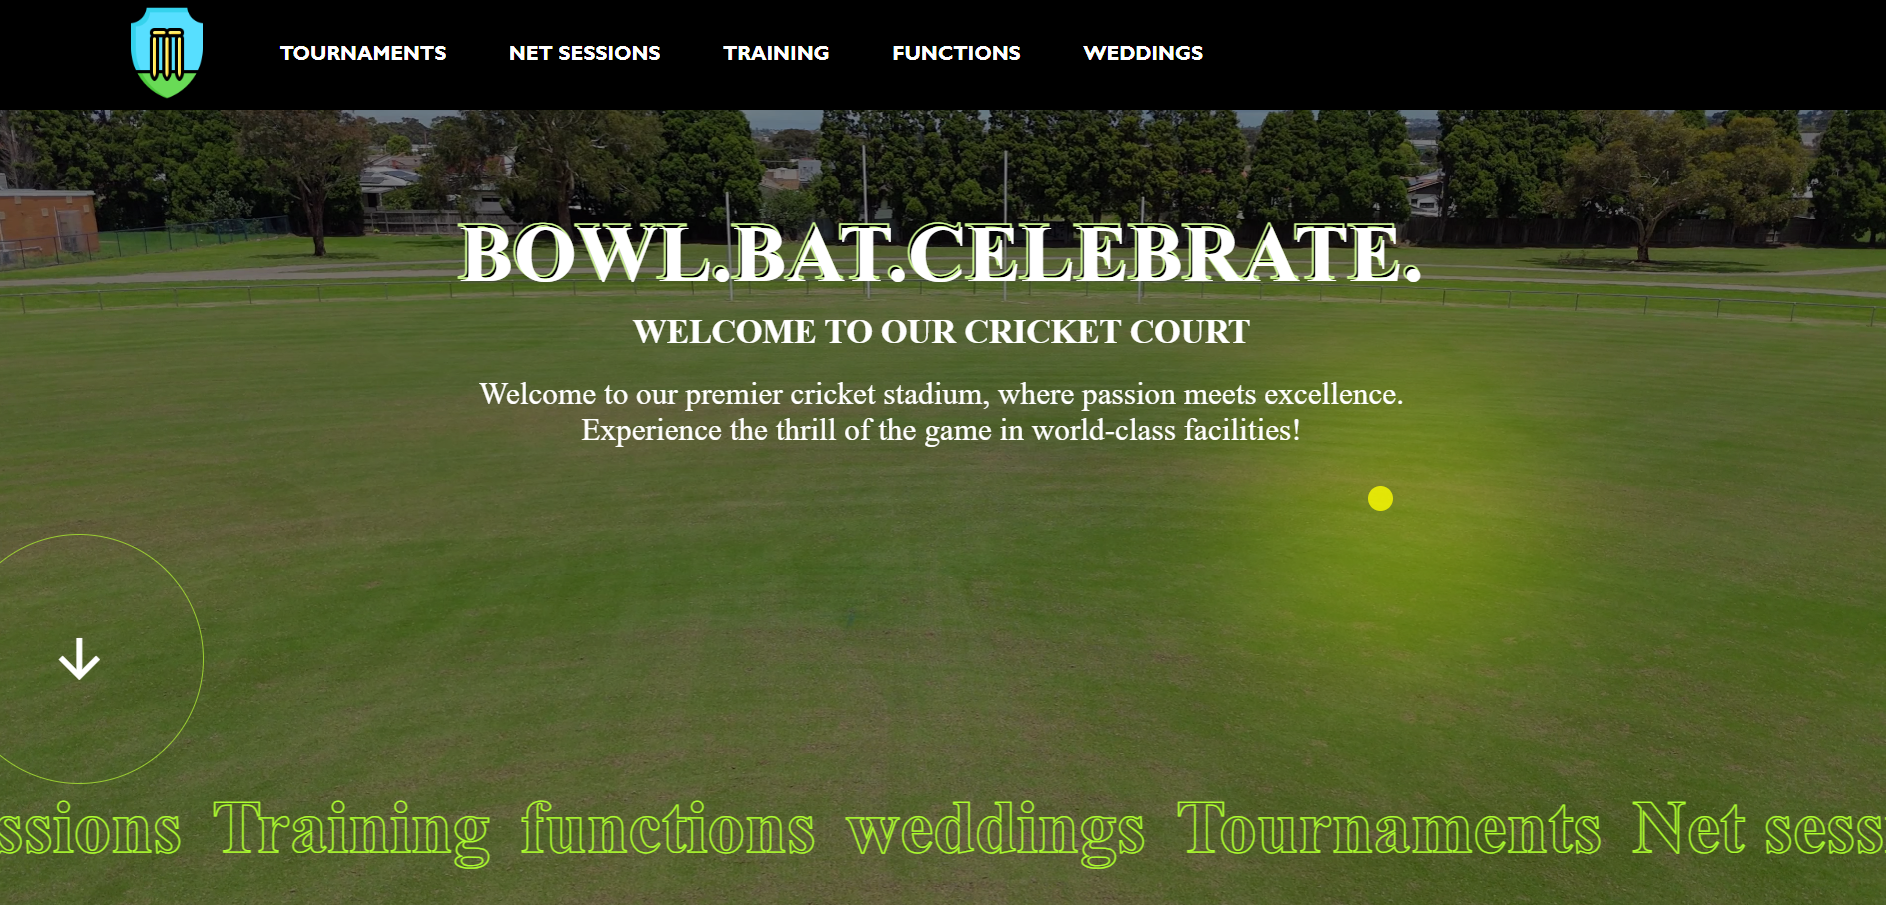 TOURNAMENTS NET SESSIONS TRAINING FUNCTIONS WEDDINGS
BOWL.BAT.CELEBRATE.
WELCOME TO OUR CRICKET COURT
Welcome to our premier cricket stadium, where passion meets excellence.
Experience the thrill of the game in world-class facilities!
ssions Training functions weddings Tournaments Net sess